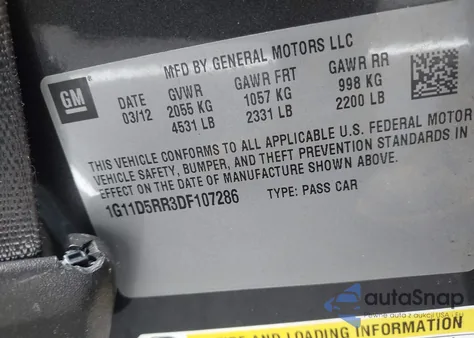 MFD BY GENERAL MOTORS LLC
GM
DATE GVWR GAWR FRT GAWR RR
03/12 2055 KG 1057 KG 998 KG
4531 LB 2331 LB 2200 LB
THIS VEHICLE CONFORMS TO ALL APPLICABLE U.S. FEDERAL MOTOR
VEHICLE SAFETY, BUMPER, AND THEFT PREVENTION STANDARDS IN
EFFECT ON THE DATE OF MANUFACTURE SHOWN ABOVE.
1G11D5RR3DF107286 TYPE: PASS CAR
autoSnap
AND LOADING INFORMATION